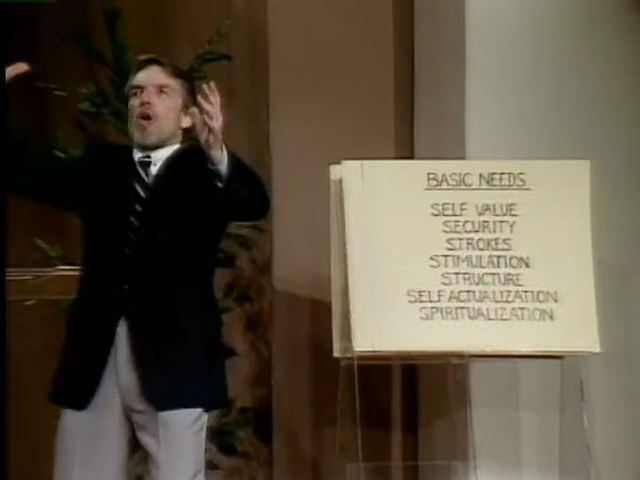 BASIC NEEDS
SELF VALUE
SECURITY
STROKES
STIMULATION
STRUCTURE
SELF ACTUALIZATION
SPIRITUALIZATION